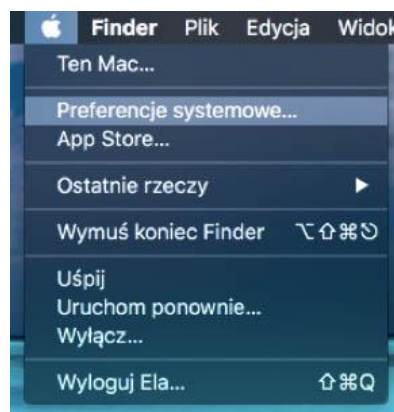 Finder Plik Edycja Widok
Ten Mac...
Preferencje systemowe...
App Store...
Ostatnie rzeczy ▶
Wymuś koniec Finder ⌥⇧⌘⎋
Uśpij
Uruchom ponownie...
Wyłącz...
Wyloguj Ela... ⇧⌘Q